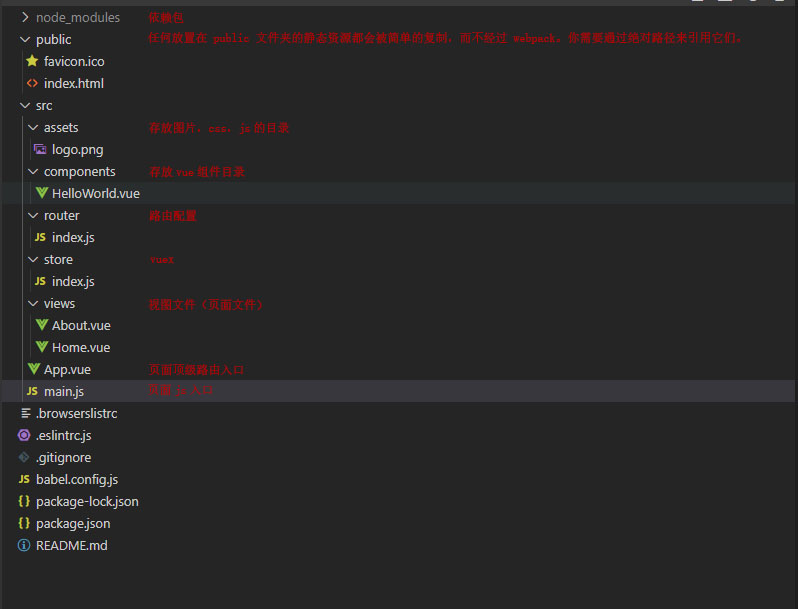 node_modules 依赖包
public 任何放置在 public 文件夹的静态资源都会被简单的复制，而不经过 Webpack。你需要通过绝对路径来引用它们。
favicon.ico
index.html
src
assets 存放图片，css，js 的目录
logo.png
components 存放 Vue 组件目录
HelloWorld.vue
router 路由配置
JS index.js
store vuex
JS index.js
views 视图文件（页面文件）
About.vue
Home.vue
App.vue 页面顶级路由入口
JS main.js 页面 js 入口
.browserslistrc
.eslintrc.js
.gitignore
JS babel.config.js
{} package-lock.json
{} package.json
README.md